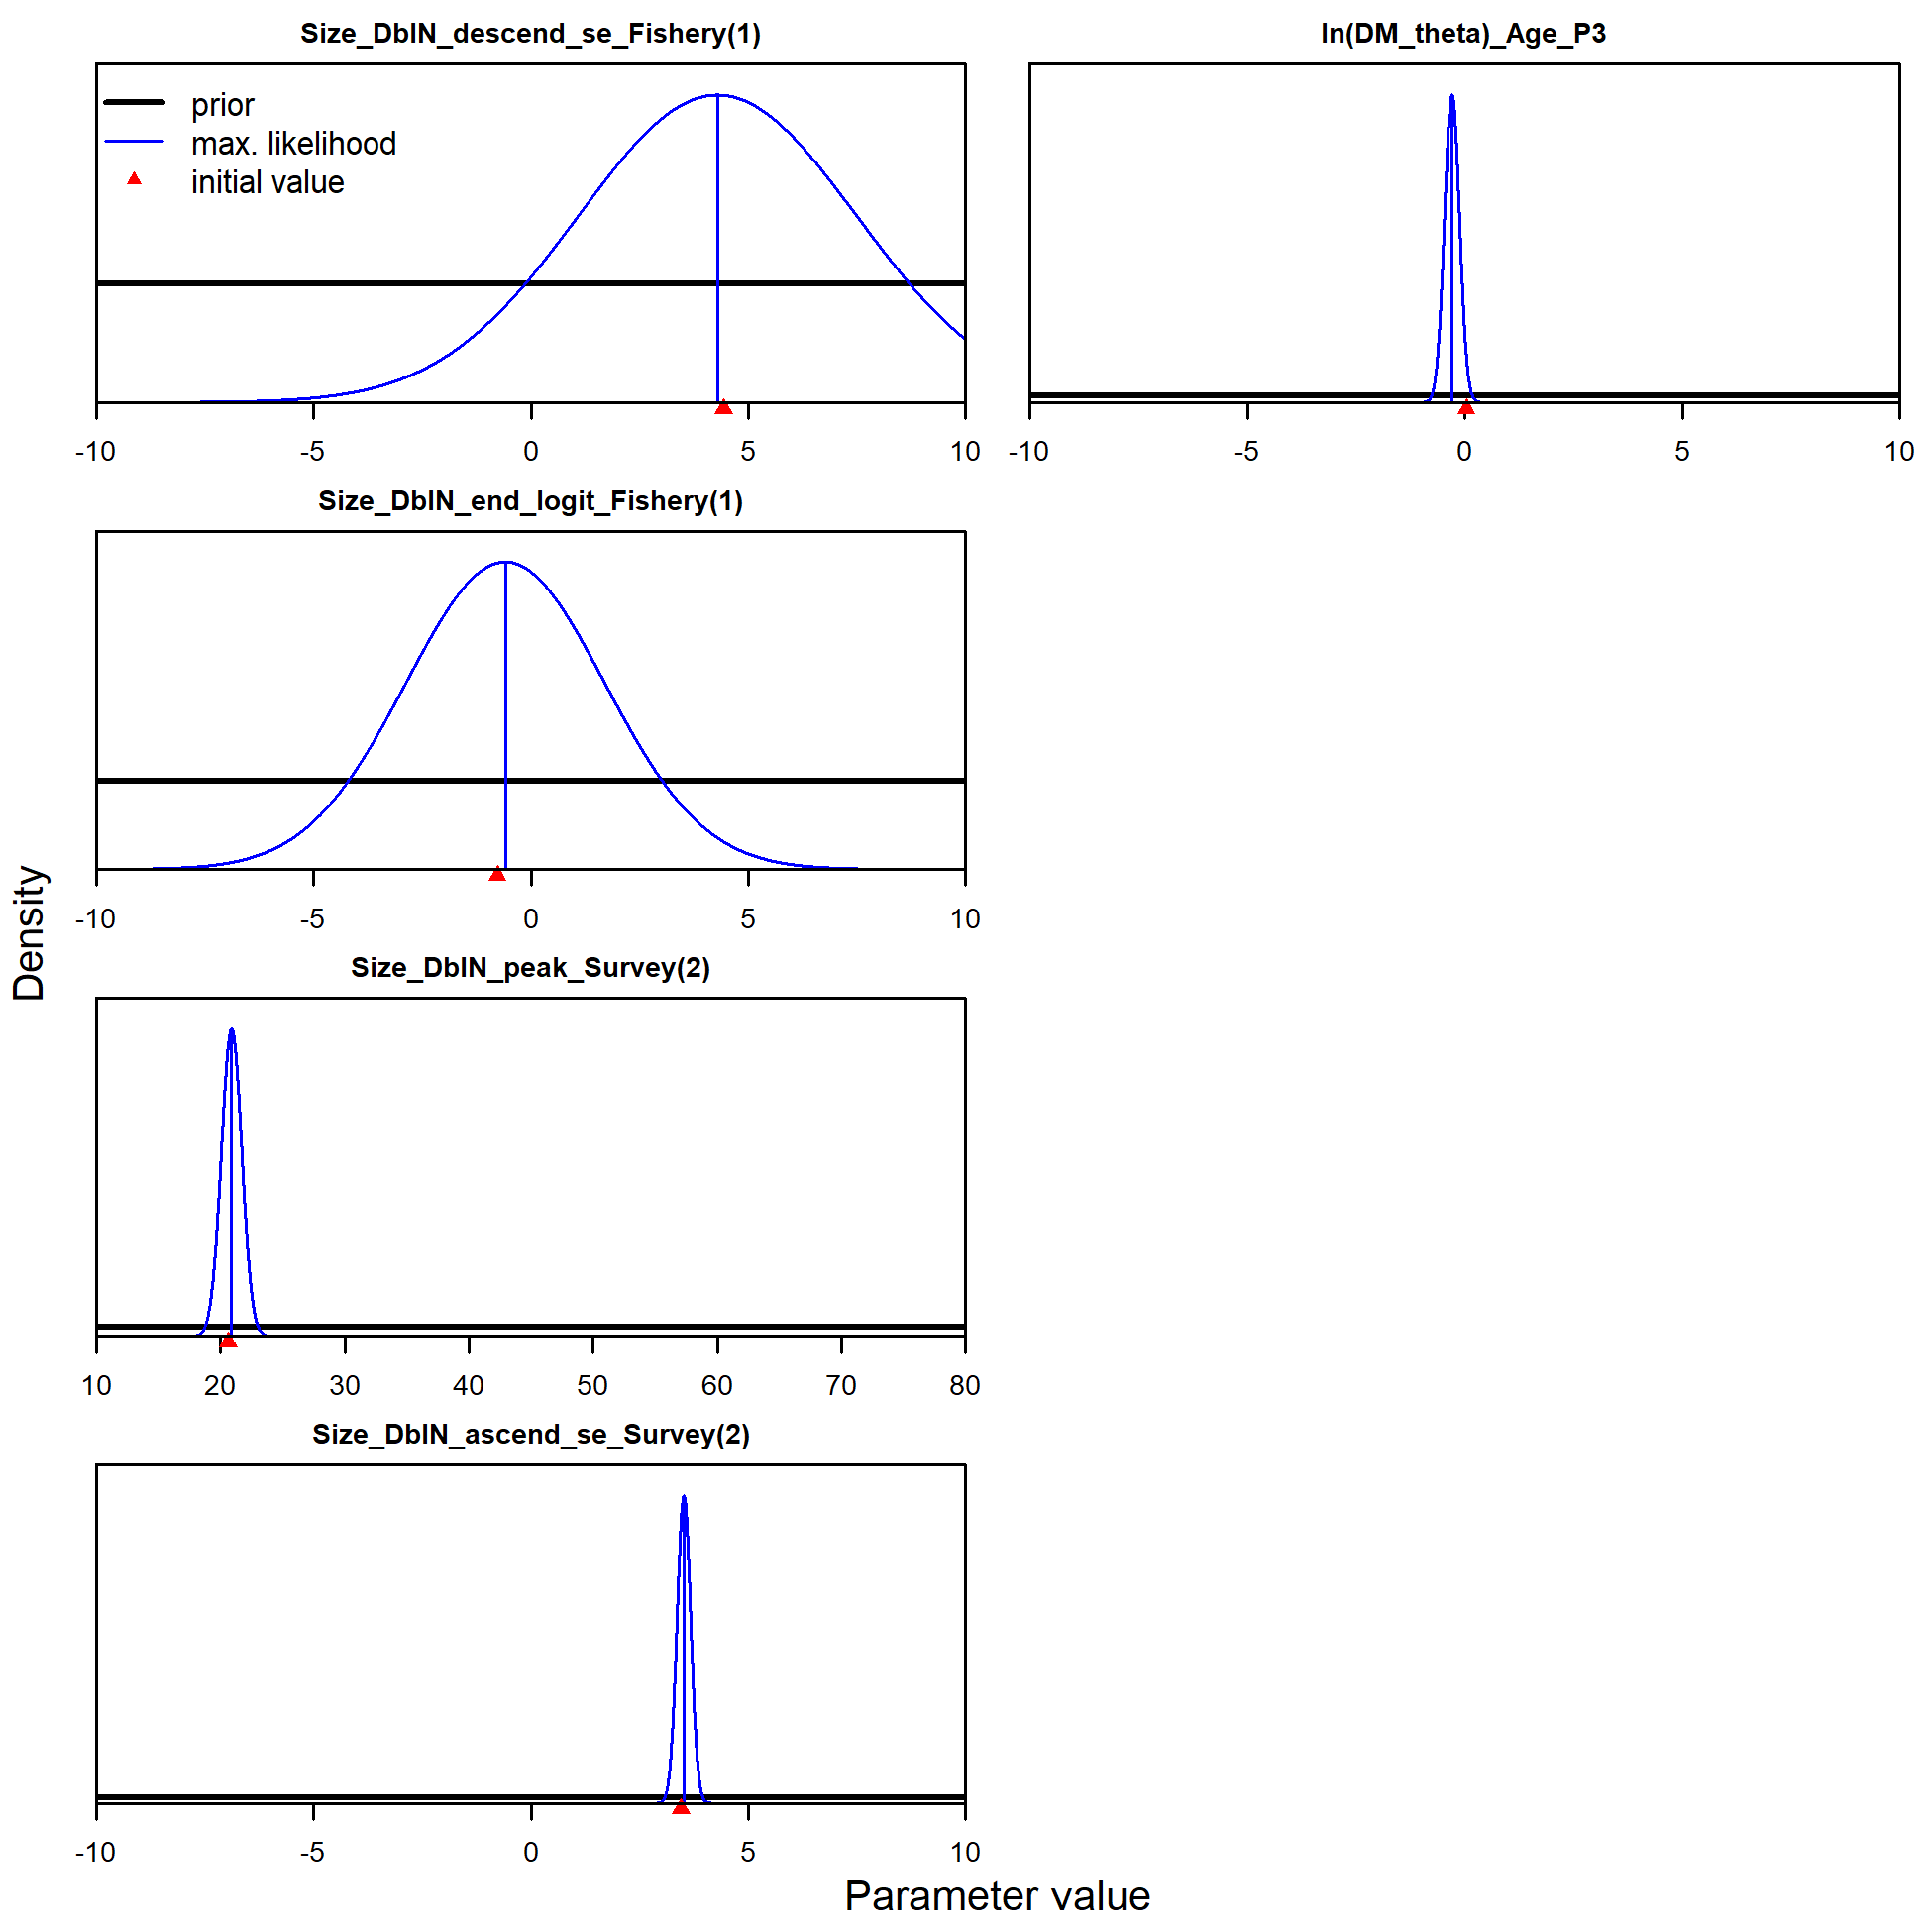 Size_DblN_descend_se_Fishery(1)
prior
max. likelihood
initial value
-10 -5 0 5 10
ln(DM_theta)_Age_P3
-10 -5 0 5 10
Size_DblN_end_logit_Fishery(1)
-10 -5 0 5 10
Size_DblN_peak_Survey(2)
10 20 30 40 50 60 70 80
Size_DblN_ascend_se_Survey(2)
-10 -5 0 5 10
Density
Parameter value